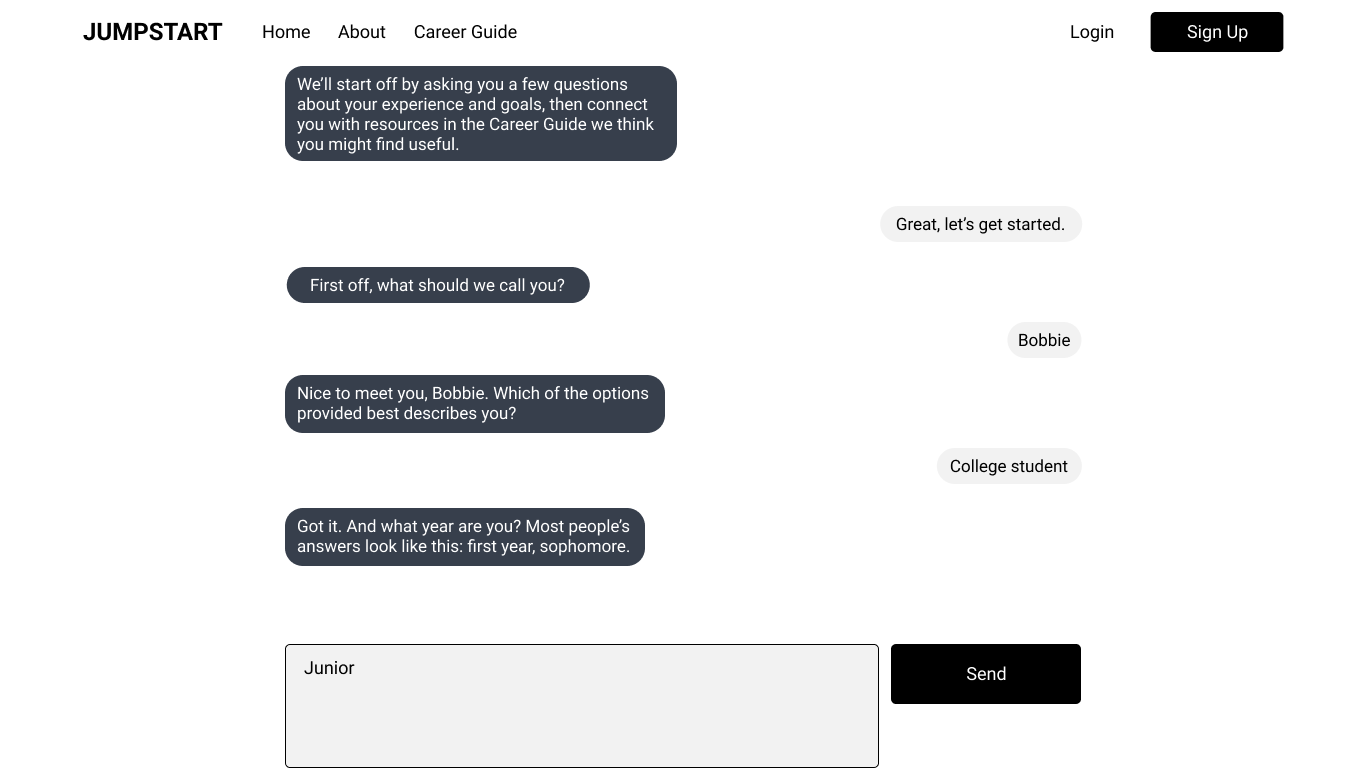 JUMPSTART Home About Career Guide Login Sign Up
We’ll start off by asking you a few questions
about your experience and goals, then connect
you with resources in the Career Guide we think
you might find useful.
Great, let’s get started.
First off, what should we call you?
Bobbie
Nice to meet you, Bobbie. Which of the options
provided best describes you?
College student
Got it. And what year are you? Most people’s
answers look like this: first year, sophomore.
Junior
Send